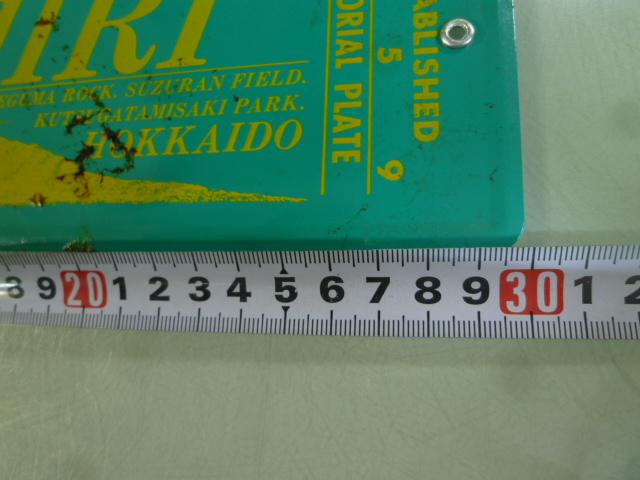 HIRI
EGUMA ROCK. SUZURAN FIELD.
KUTSUGATAMISAKI PARK.
HOKKAIDO
ORIAL PLATE
ABLISHED
5 9
8 9 20 1 2 3 4 5 6 7 8 9 30 1 2